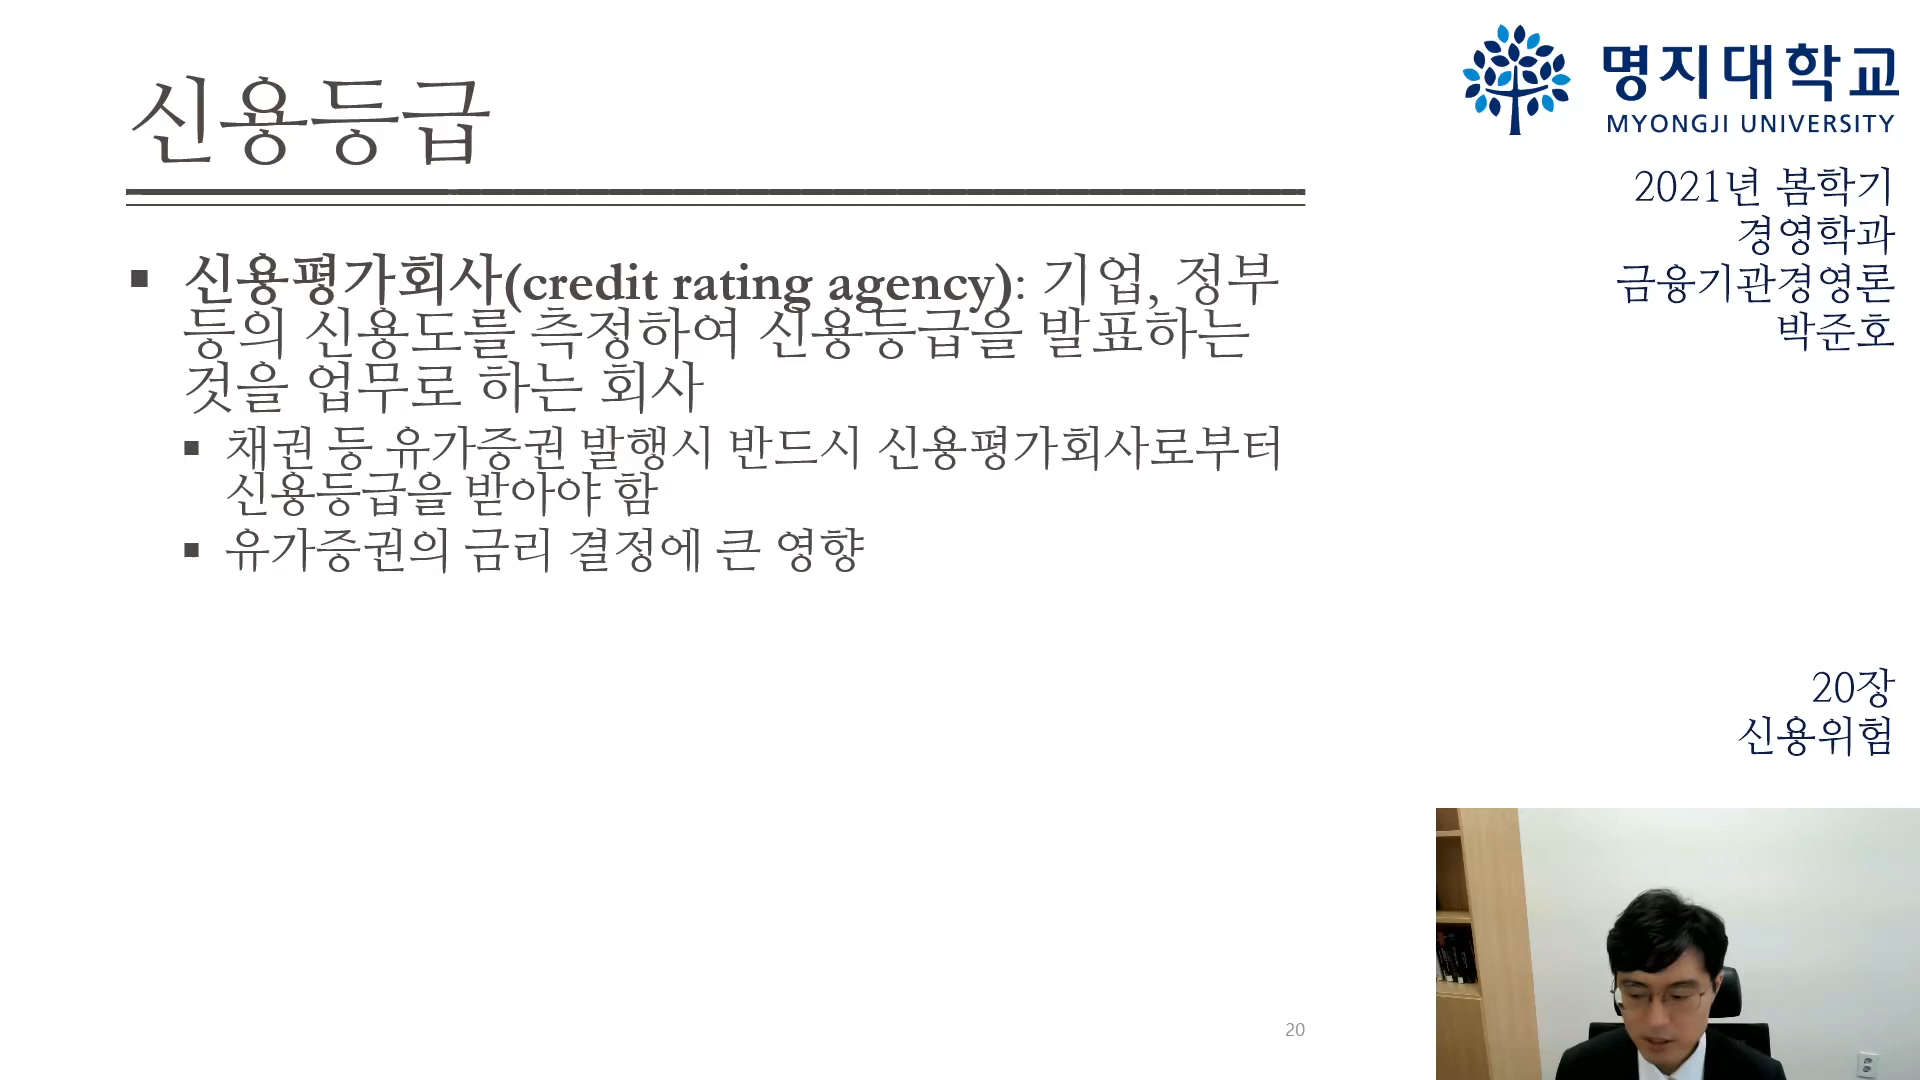 신용등급
▪ 신용평가회사(credit rating agency): 기업, 정부
등의 신용도를 측정하여 신용등급을 발표하는
것을 업무로 하는 회사
▪ 채권 등 유가증권 발행시 반드시 신용평가회사로부터
신용등급을 받아야 함
▪ 유가증권의 금리 결정에 큰 영향
명지대학교
MYONGJI UNIVERSITY
2021년 봄학기
경영학과
금융기관경영론
박준호
20장
신용위험
20